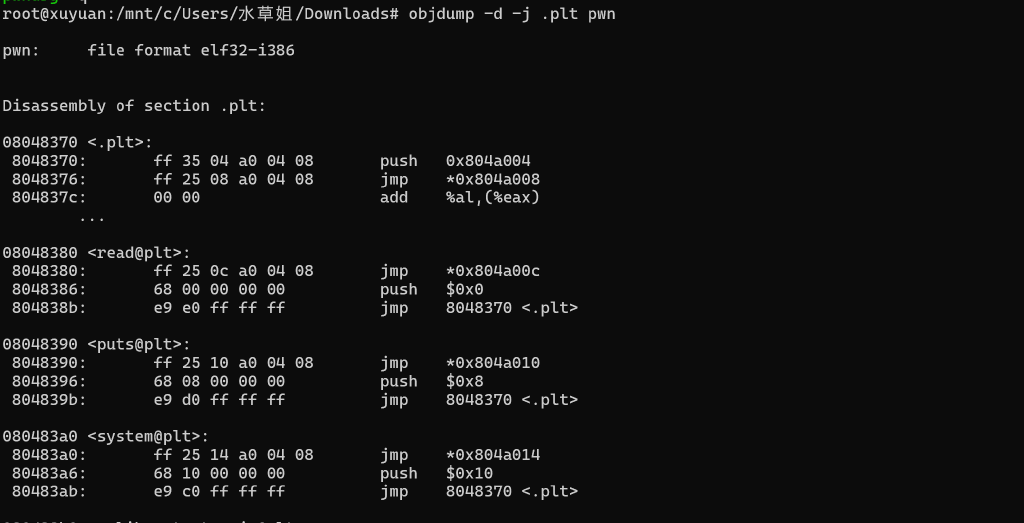 root@xuyuan:/mnt/c/Users/水草姐/Downloads# objdump -d -j .plt pwn
pwn:     file format elf32-i386
Disassembly of section .plt:
08048370 <.plt>:
 8048370:       ff 35 04 a0 04 08       push   0x804a004
 8048376:       ff 25 08 a0 04 08       jmp    *0x804a008
 804837c:       00 00                   add    %al,(%eax)
        ...
08048380 <read@plt>:
 8048380:       ff 25 0c a0 04 08       jmp    *0x804a00c
 8048386:       68 00 00 00 00          push   $0x0
 804838b:       e9 e0 ff ff ff          jmp    8048370 <.plt>
08048390 <puts@plt>:
 8048390:       ff 25 10 a0 04 08       jmp    *0x804a010
 8048396:       68 08 00 00 00          push   $0x8
 804839b:       e9 d0 ff ff ff          jmp    8048370 <.plt>
080483a0 <system@plt>:
 80483a0:       ff 25 14 a0 04 08       jmp    *0x804a014
 80483a6:       68 10 00 00 00          push   $0x10
 80483ab:       e9 c0 ff ff ff          jmp    8048370 <.plt>